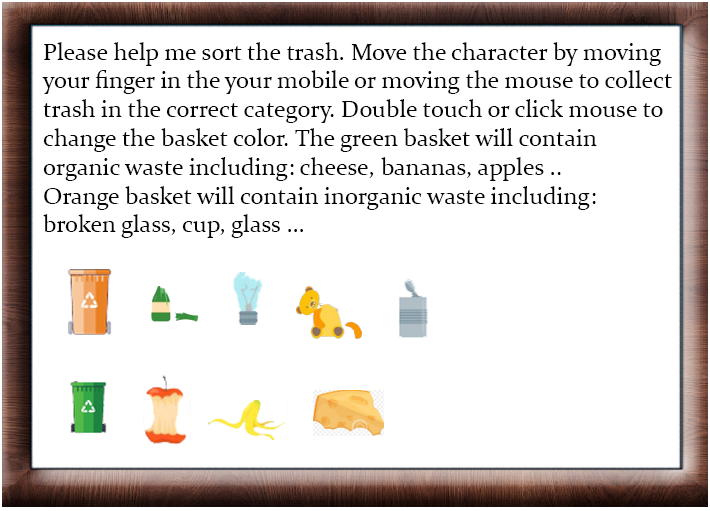 Please help me sort the trash. Move the character by moving
your finger in the your mobile or moving the mouse to collect
trash in the correct category. Double touch or click mouse to
change the basket color. The green basket will contain
organic waste including: cheese, bananas, apples ..
Orange basket will contain inorganic waste including:
broken glass, cup, glass ...